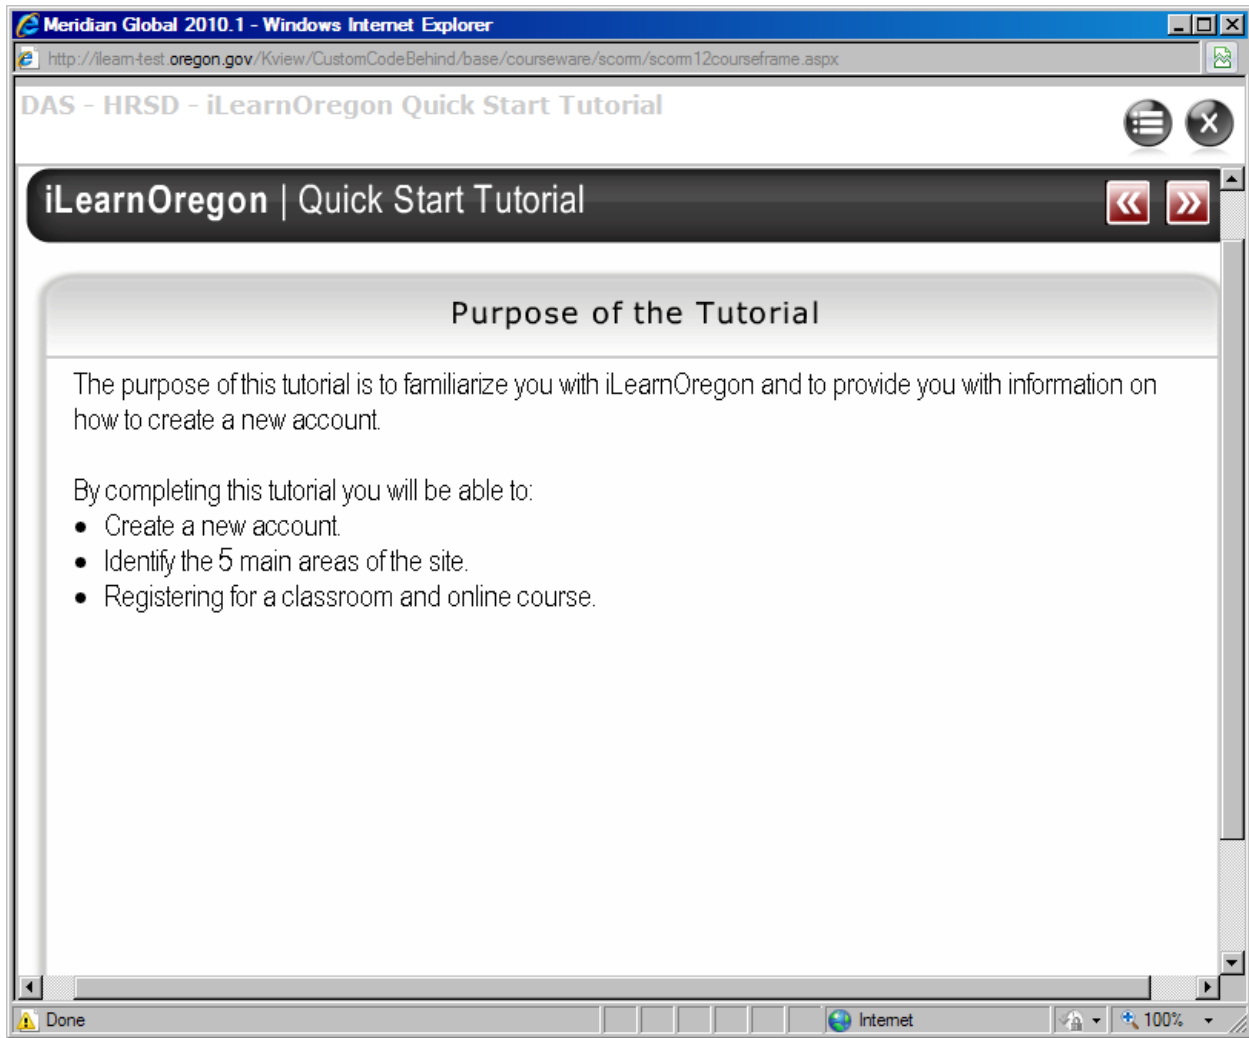 Meridian Global 2010.1 - Windows Internet Explorer
http://ilearn-test.oregon.gov/Kview/CustomCodeBehind/base/courseware/scorm/scorm12courseframe.aspx
DAS - HRSD - iLearnOregon Quick Start Tutorial
iLearnOregon | Quick Start Tutorial
Purpose of the Tutorial
The purpose of this tutorial is to familiarize you with iLearnOregon and to provide you with information on
how to create a new account.
By completing this tutorial you will be able to:
• Create a new account.
• Identify the 5 main areas of the site.
• Registering for a classroom and online course.
Done
Internet
100%